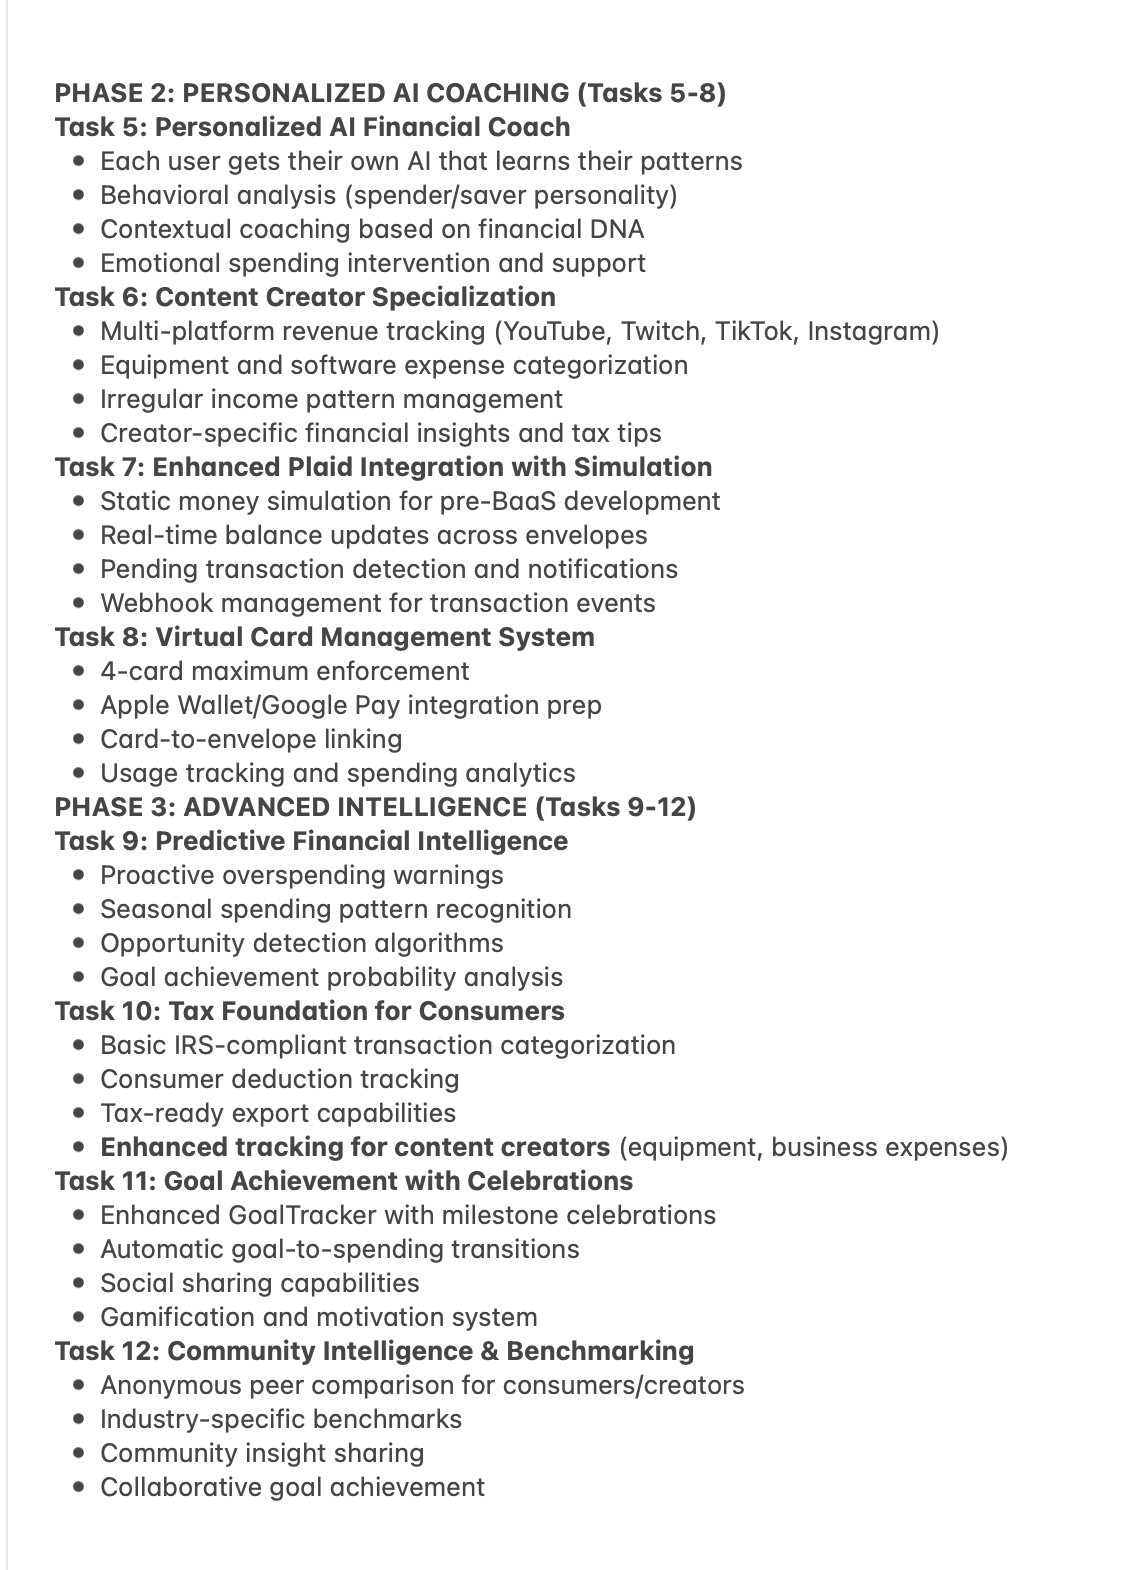 PHASE 2: PERSONALIZED AI COACHING (Tasks 5-8)
Task 5: Personalized AI Financial Coach
• Each user gets their own AI that learns their patterns
• Behavioral analysis (spender/saver personality)
• Contextual coaching based on financial DNA
• Emotional spending intervention and support
Task 6: Content Creator Specialization
• Multi-platform revenue tracking (YouTube, Twitch, TikTok, Instagram)
• Equipment and software expense categorization
• Irregular income pattern management
• Creator-specific financial insights and tax tips
Task 7: Enhanced Plaid Integration with Simulation
• Static money simulation for pre-BaaS development
• Real-time balance updates across envelopes
• Pending transaction detection and notifications
• Webhook management for transaction events
Task 8: Virtual Card Management System
• 4-card maximum enforcement
• Apple Wallet/Google Pay integration prep
• Card-to-envelope linking
• Usage tracking and spending analytics
PHASE 3: ADVANCED INTELLIGENCE (Tasks 9-12)
Task 9: Predictive Financial Intelligence
• Proactive overspending warnings
• Seasonal spending pattern recognition
• Opportunity detection algorithms
• Goal achievement probability analysis
Task 10: Tax Foundation for Consumers
• Basic IRS-compliant transaction categorization
• Consumer deduction tracking
• Tax-ready export capabilities
• Enhanced tracking for content creators (equipment, business expenses)
Task 11: Goal Achievement with Celebrations
• Enhanced GoalTracker with milestone celebrations
• Automatic goal-to-spending transitions
• Social sharing capabilities
• Gamification and motivation system
Task 12: Community Intelligence & Benchmarking
• Anonymous peer comparison for consumers/creators
• Industry-specific benchmarks
• Community insight sharing
• Collaborative goal achievement